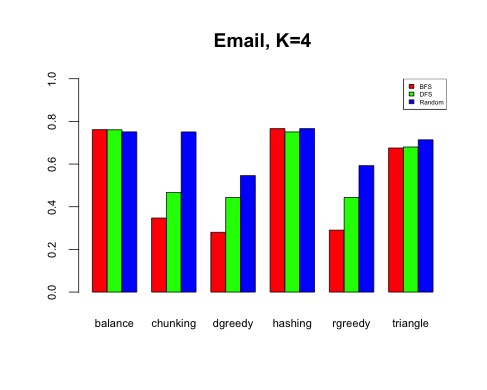 Email, K=4
BFS
DFS
Random
1.0
0.8
0.6
0.4
0.2
0.0
balance chunking dgreedy hashing rgreedy triangle